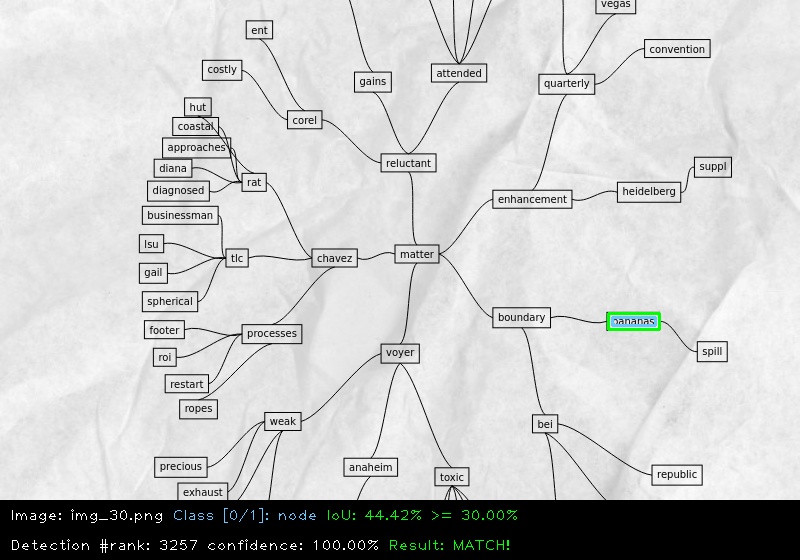 vegas
ent
convention
costly
gains
attended
quarterly
hut
corel
coastal
approaches
reluctant
suppl
diana
rat
diagnosed
heidelberg
enhancement
businessman
lsu
tlc
chavez
matter
gail
spherical
boundary
bananas
footer
processes
roi
voyer
spill
restart
ropes
weak
bei
precious
anaheim
toxic
republic
exhaust
Image: img_30.png Class [0/1]: node IoU: 44.42% >= 30.00%
Detection #rank: 3257 confidence: 100.00% Result: MATCH!